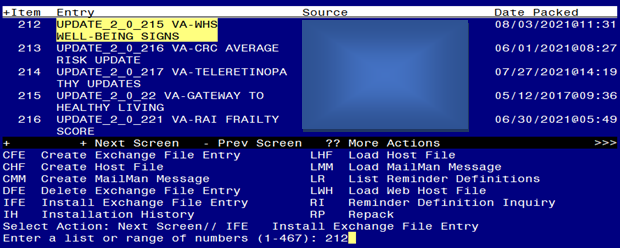 +Item  Entry  Source  Date Packed
212  UPDATE_2_0_215 VA-WHS  08/03/2021@11:31
WELL-BEING SIGNS
213  UPDATE_2_0_216 VA-CRC AVERAGE  06/01/2021@08:27
RISK UPDATE
214  UPDATE_2_0_217 VA-TELERETINOPA  07/27/2021@14:19
THY UPDATES
215  UPDATE_2_0_22 VA-GATEWAY TO  05/12/2017@09:36
HEALTHY LIVING
216  UPDATE_2_0_221 VA-RAI FRAILTY  06/30/2021@05:49
SCORE
+  + Next Screen  - Prev Screen  ?? More Actions  >>>
CFE  Create Exchange File Entry  LHF  Load Host File
CHF  Create Host File  LMM  Load MailMan Message
CMM  Create MailMan Message  LR  List Reminder Definitions
DFE  Delete Exchange File Entry  LWH  Load Web Host File
IFE  Install Exchange File Entry  RI  Reminder Definition Inquiry
IH  Installation History  RP  Repack
Select Action: Next Screen// IFE  Install Exchange File Entry
Enter a list or range of numbers (1-467): 212